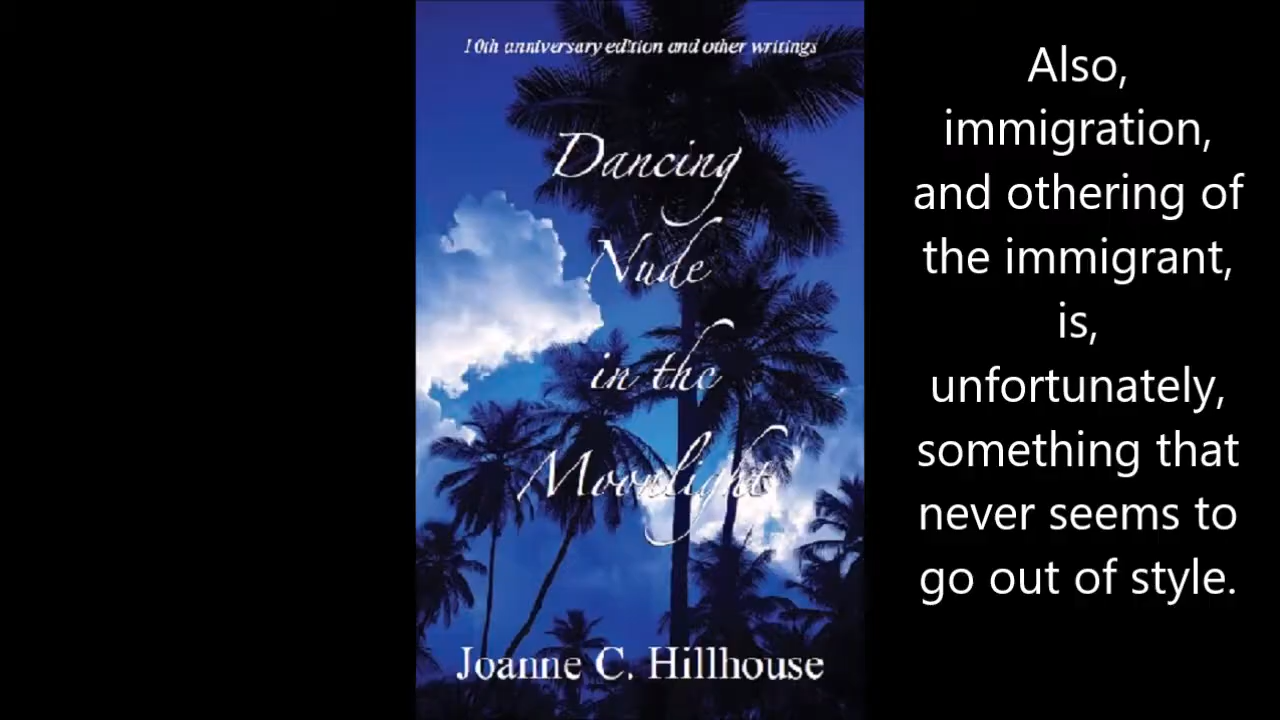 10th anniversary edition and other writings
Dancing
Nude
in the
Moonlight
Joanne C. Hillhouse
Also,
immigration,
and othering of
the immigrant,
is,
unfortunately,
something that
never seems to
go out of style.